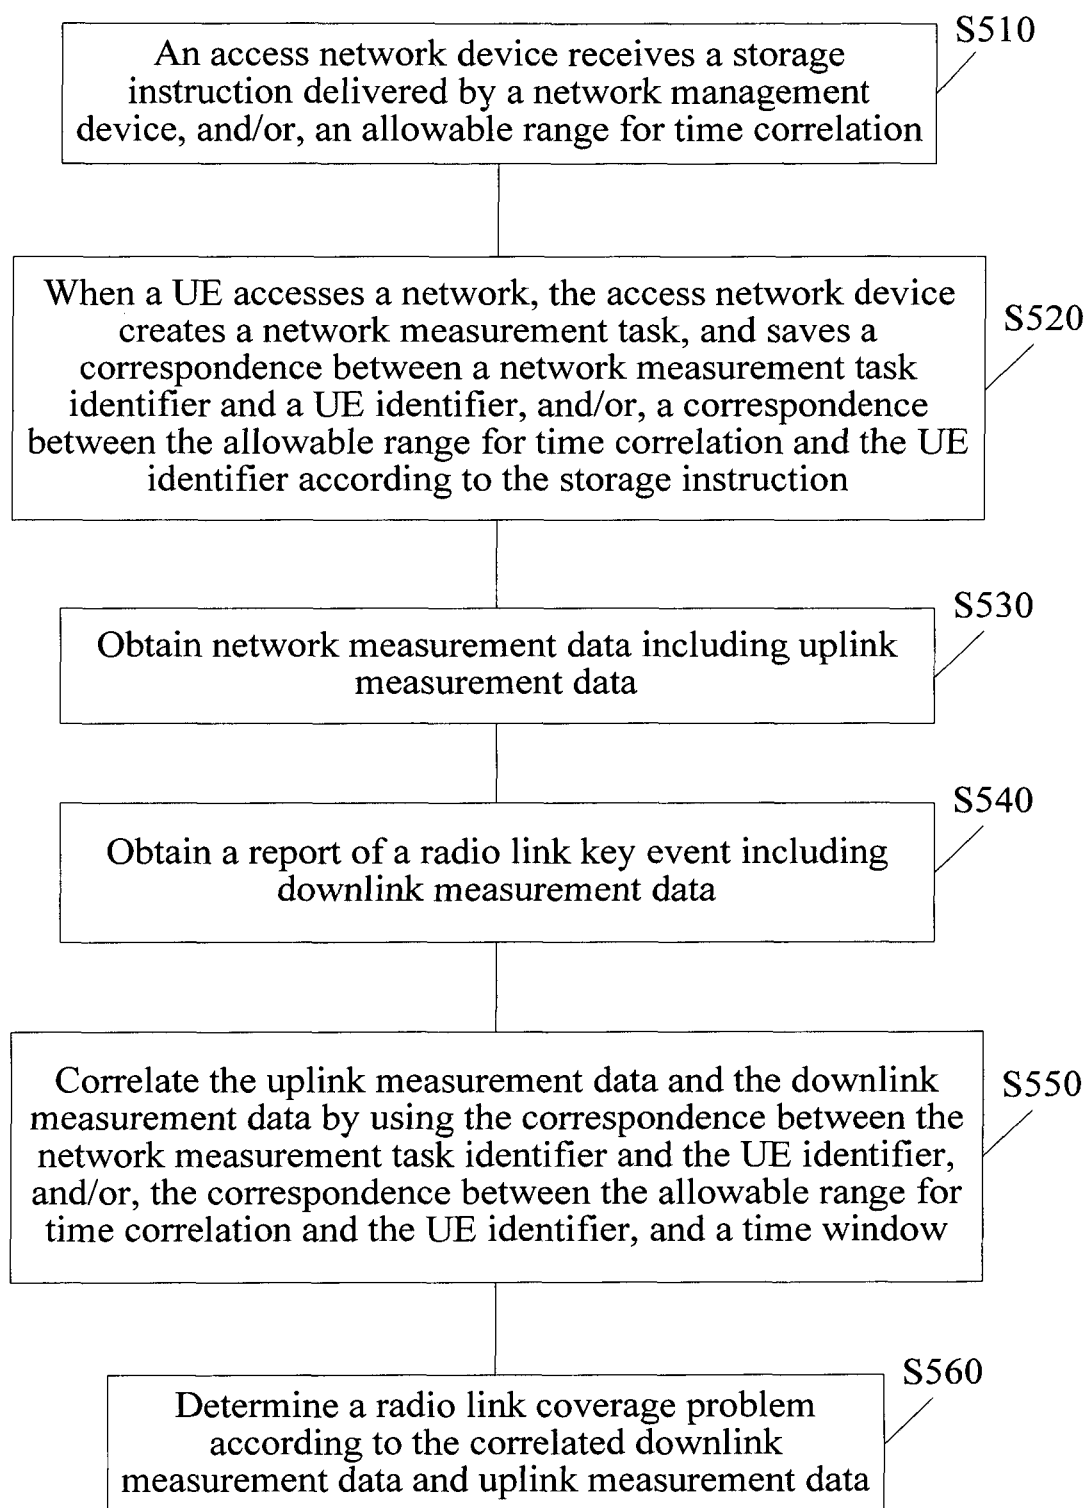 S510
An access network device receives a storage
instruction delivered by a network management
device, and/or, an allowable range for time correlation
When a UE accesses a network, the access network device
creates a network measurement task, and saves a
correspondence between a network measurement task
identifier and a UE identifier, and/or, a correspondence
between the allowable range for time correlation and the UE
identifier according to the storage instruction
S520
S530
Obtain network measurement data including uplink
measurement data
S540
Obtain a report of a radio link key event including
downlink measurement data
Correlate the uplink measurement data and the downlink
measurement data by using the correspondence between the
network measurement task identifier and the UE identifier,
and/or, the correspondence between the allowable range for
time correlation and the UE identifier, and a time window
S550
S560
Determine a radio link coverage problem
according to the correlated downlink
measurement data and uplink measurement data